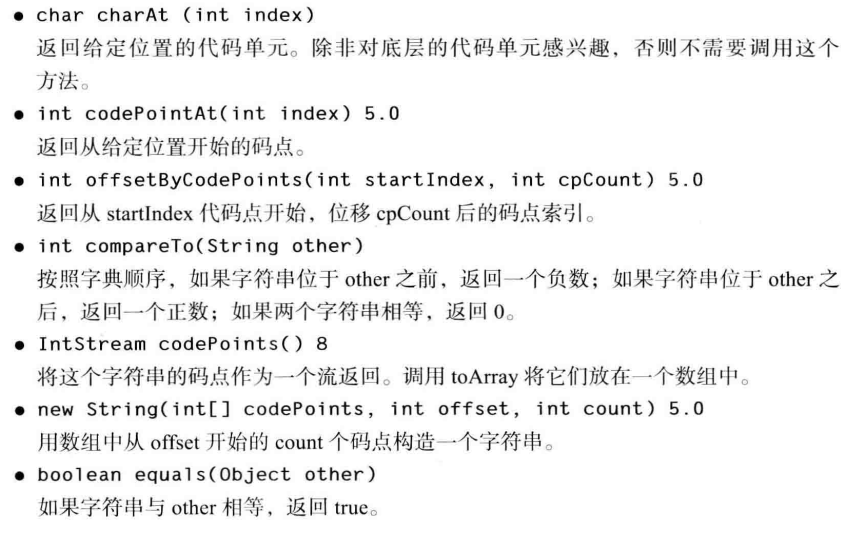 ● char charAt (int index)
返回给定位置的代码单元。除非对底层的代码单元感兴趣，否则不需要调用这个
方法。
● int codePointAt(int index) 5.0
返回从给定位置开始的码点。
● int offsetByCodePoints(int startIndex, int cpCount) 5.0
返回从 startIndex 代码点开始，位移 cpCount 后的码点索引。
● int compareTo(String other)
按照字典顺序，如果字符串位于 other 之前，返回一个负数；如果字符串位于 other 之
后，返回一个正数；如果两个字符串相等，返回 0。
● IntStream codePoints() 8
将这个字符串的码点作为一个流返回。调用 toArray 将它们放在一个数组中。
● new String(int[] codePoints, int offset, int count) 5.0
用数组中从 offset 开始的 count 个码点构造一个字符串。
● boolean equals(Object other)
如果字符串与 other 相等，返回 true。